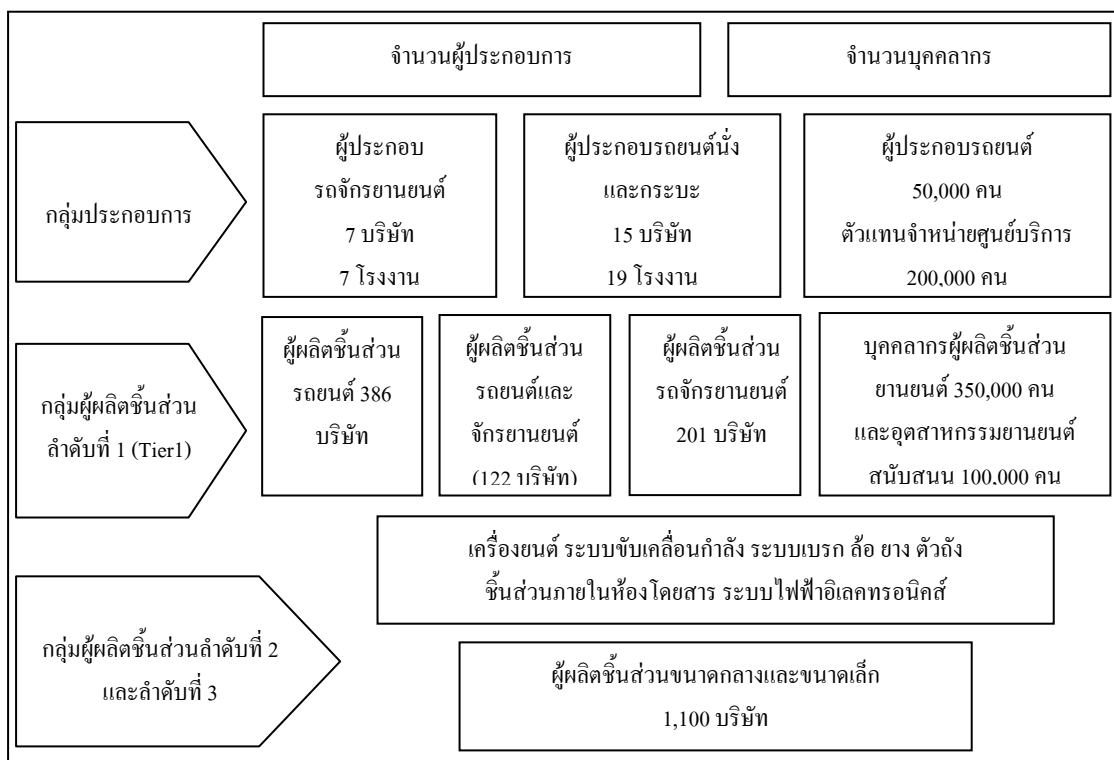 จำนวนผู้ประกอบการ
จำนวนบุคคลากร
กลุ่มประกอบการ
ผู้ประกอบ
รถจักรยานยนต์
7 บริษัท
7 โรงงาน
ผู้ประกอบรถยนต์นั่ง
และกระบะ
15 บริษัท
19 โรงงาน
ผู้ประกอบรถยนต์
50,000 คน
ตัวแทนจำหน่ายศูนย์บริการ
200,000 คน
กลุ่มผู้ผลิตชิ้นส่วน
ลำดับที่ 1 (Tier1)
ผู้ผลิตชิ้นส่วน
รถยนต์ 386
บริษัท
ผู้ผลิตชิ้นส่วน
รถยนต์และ
จักรยานยนต์
(122 บริษัท)
ผู้ผลิตชิ้นส่วน
รถจักรยานยนต์
201 บริษัท
บุคคลากรผู้ผลิตชิ้นส่วน
ยานยนต์ 350,000 คน
และอุตสาหกรรมยานยนต์
สนับสนน 100,000 คน
เครื่องยนต์ ระบบขับเคลื่อนกำลัง ระบบเบรก ล้อ ยาง ตัวถัง
ชิ้นส่วนภายในห้องโดยสาร ระบบไฟฟ้าอิเลคทรอนิคส์
กลุ่มผู้ผลิตชิ้นส่วนลำดับที่ 2
และลำดับที่ 3
ผู้ผลิตชิ้นส่วนขนาดกลางและขนาดเล็ก
1,100 บริษัท